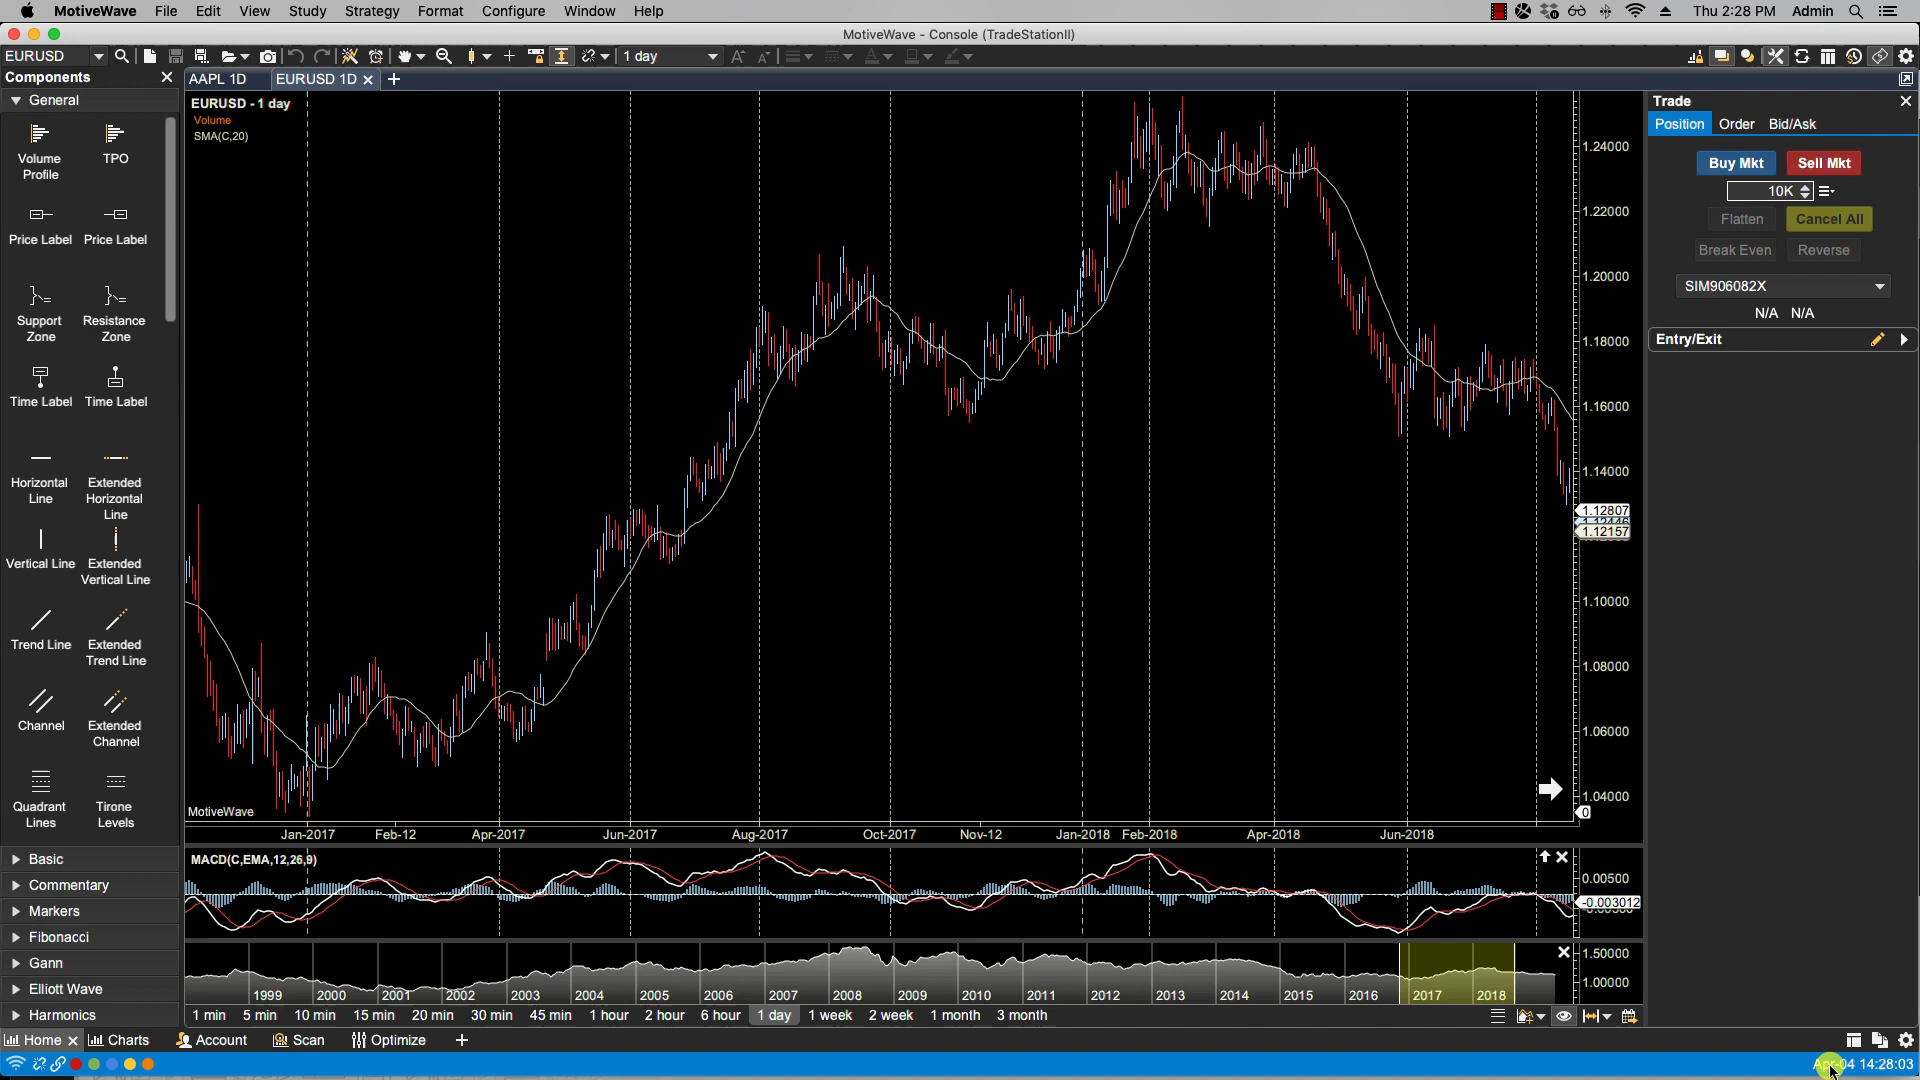 MotiveWave File Edit View Study Strategy Format Configure Window Help Thu 2:28 PM Admin
MotiveWave - Console (TradeStationII)
EURUSD 1 day
Components
AAPL 1D EURUSD 1D
General
EURUSD - 1 day
Volume
SMA(C,20)
Volume Profile
TPO
Price Label
Price Label
Support Zone
Resistance Zone
Time Label
Time Label
Horizontal Line
Extended Horizontal Line
Vertical Line
Extended Vertical Line
Trend Line
Extended Trend Line
Channel
Extended Channel
Quadrant Lines
Tirone Levels
Basic
Commentary
Markers
Fibonacci
Gann
Elliott Wave
Harmonics
1.24000
1.22000
1.20000
1.18000
1.16000
1.14000
1.12807
1.12157
1.10000
1.08000
1.06000
1.04000
0
MotiveWave
Jan-2017 Feb-12 Apr-2017 Jun-2017 Aug-2017 Oct-2017 Nov-12 Jan-2018 Feb-2018 Apr-2018 Jun-2018
MACD(C,EMA,12,26,9)
0.00500
-0.003012
1.50000
1.00000
1999 2000 2001 2002 2003 2004 2005 2006 2007 2008 2009 2010 2011 2012 2013 2014 2015 2016 2017 2018
1 min 5 min 10 min 15 min 20 min 30 min 45 min 1 hour 2 hour 6 hour 1 day 1 week 2 week 1 month 3 month
Trade
Position Order Bid/Ask
Buy Mkt Sell Mkt
10K
Flatten Cancel All
Break Even Reverse
SIM906082X
N/A N/A
Entry/Exit
Home Charts Account Scan Optimize
Apr-04 14:28:03